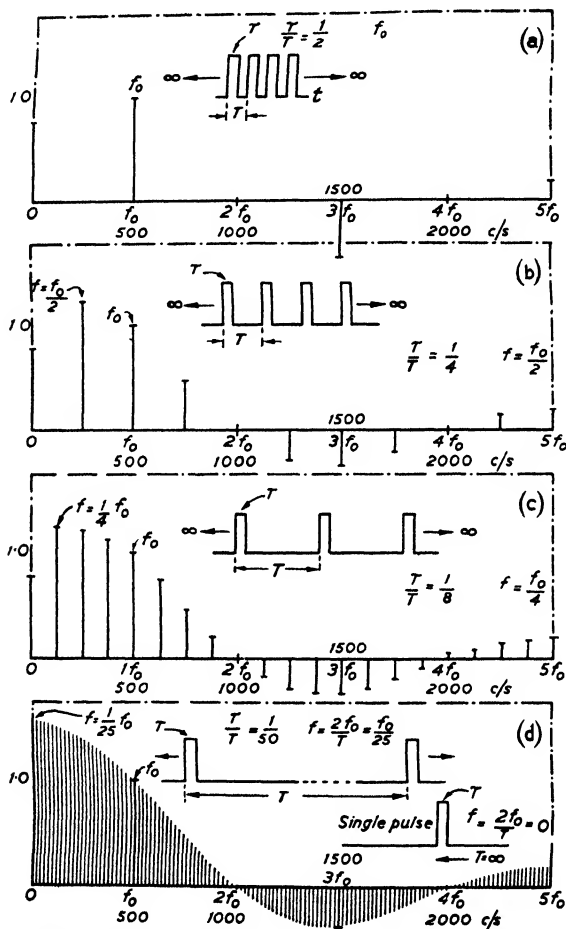 τ τ/T = 1/2 f₀ (a)
∞ ∞
f₀
1.0
T t
1500
0 f₀ 2f₀ 3f₀ 4f₀ 5f₀
500 1000 2000 c/s
τ (b)
f = f₀/2
∞ ∞
f₀
1.0
T
τ/T = 1/4 f = f₀/2
1500
0 f₀ 2f₀ 3f₀ 4f₀ 5f₀
500 1000 2000 c/s
τ (c)
f = 1/4 f₀
∞ ∞
f₀
1.0
T
τ/T = 1/8 f = f₀/4
1500
0 1f₀ 2f₀ 3f₀ 4f₀ 5f₀
500 1000 2000 c/s
f = 1/25 f₀ τ τ/T = 1/50 f = 2f₀/T = f₀/25 (d)
f₀
1.0
T
τ
Single pulse f = 2f₀/T = 0
T=∞
1500
3f₀
0 f₀ 2f₀ 4f₀ 5f₀
500 1000 2000 c/s